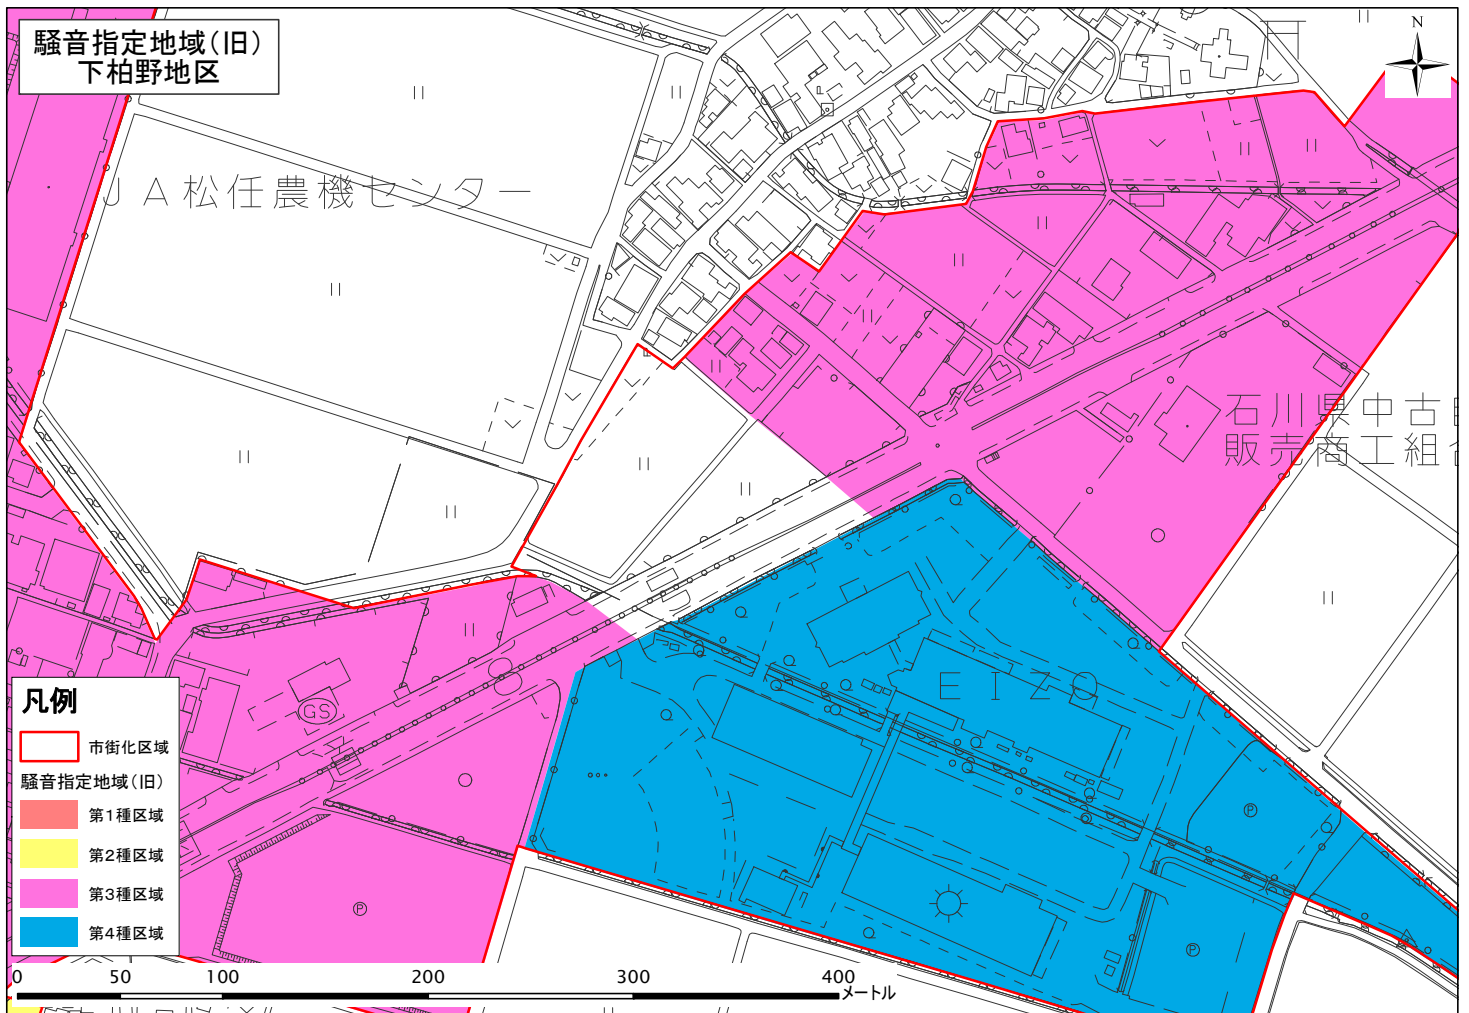 騒音指定地域(旧)
下柏野地区
N
JA松任農機センター
石川県中古
販売商工組合
EIZO
GS
P
P
P
凡例
市街化区域
騒音指定地域(旧)
第1種区域
第2種区域
第3種区域
第4種区域
0 50 100 200 300 400
メートル